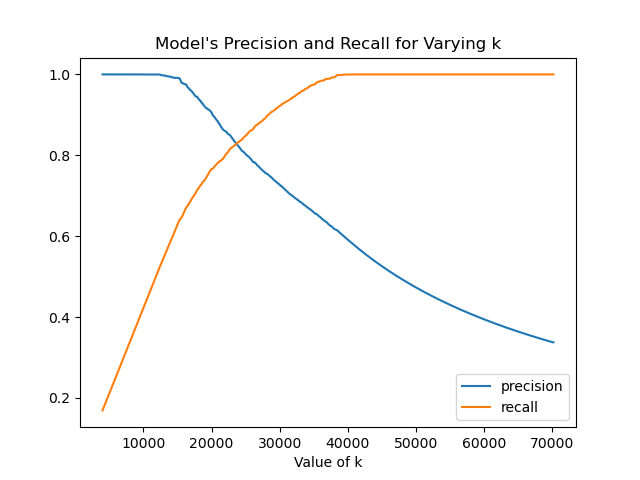 Model's Precision and Recall for Varying k
1.0
0.8
0.6
0.4
0.2
precision
recall
10000 20000 30000 40000 50000 60000 70000
Value of k